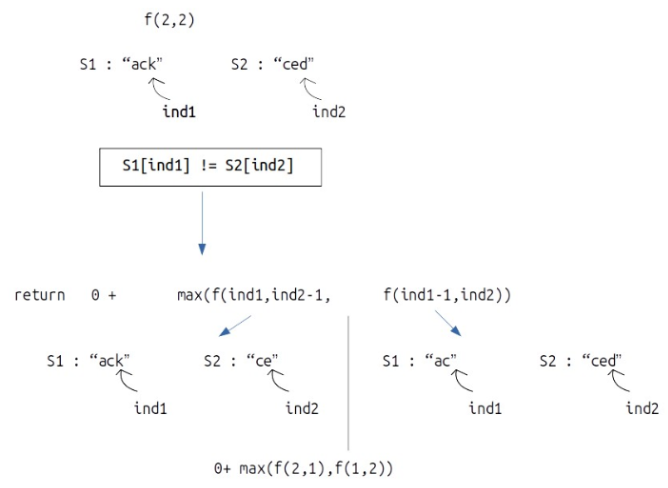 f(2,2)
S1 : “ack” S2 : “ced”
ind1 ind2
S1[ind1] != S2[ind2]
return 0 + max(f(ind1,ind2-1, f(ind1-1,ind2))
S1 : “ack” S2 : “ce” S1 : “ac” S2 : “ced”
ind1 ind2 ind1 ind2
0+ max(f(2,1),f(1,2))